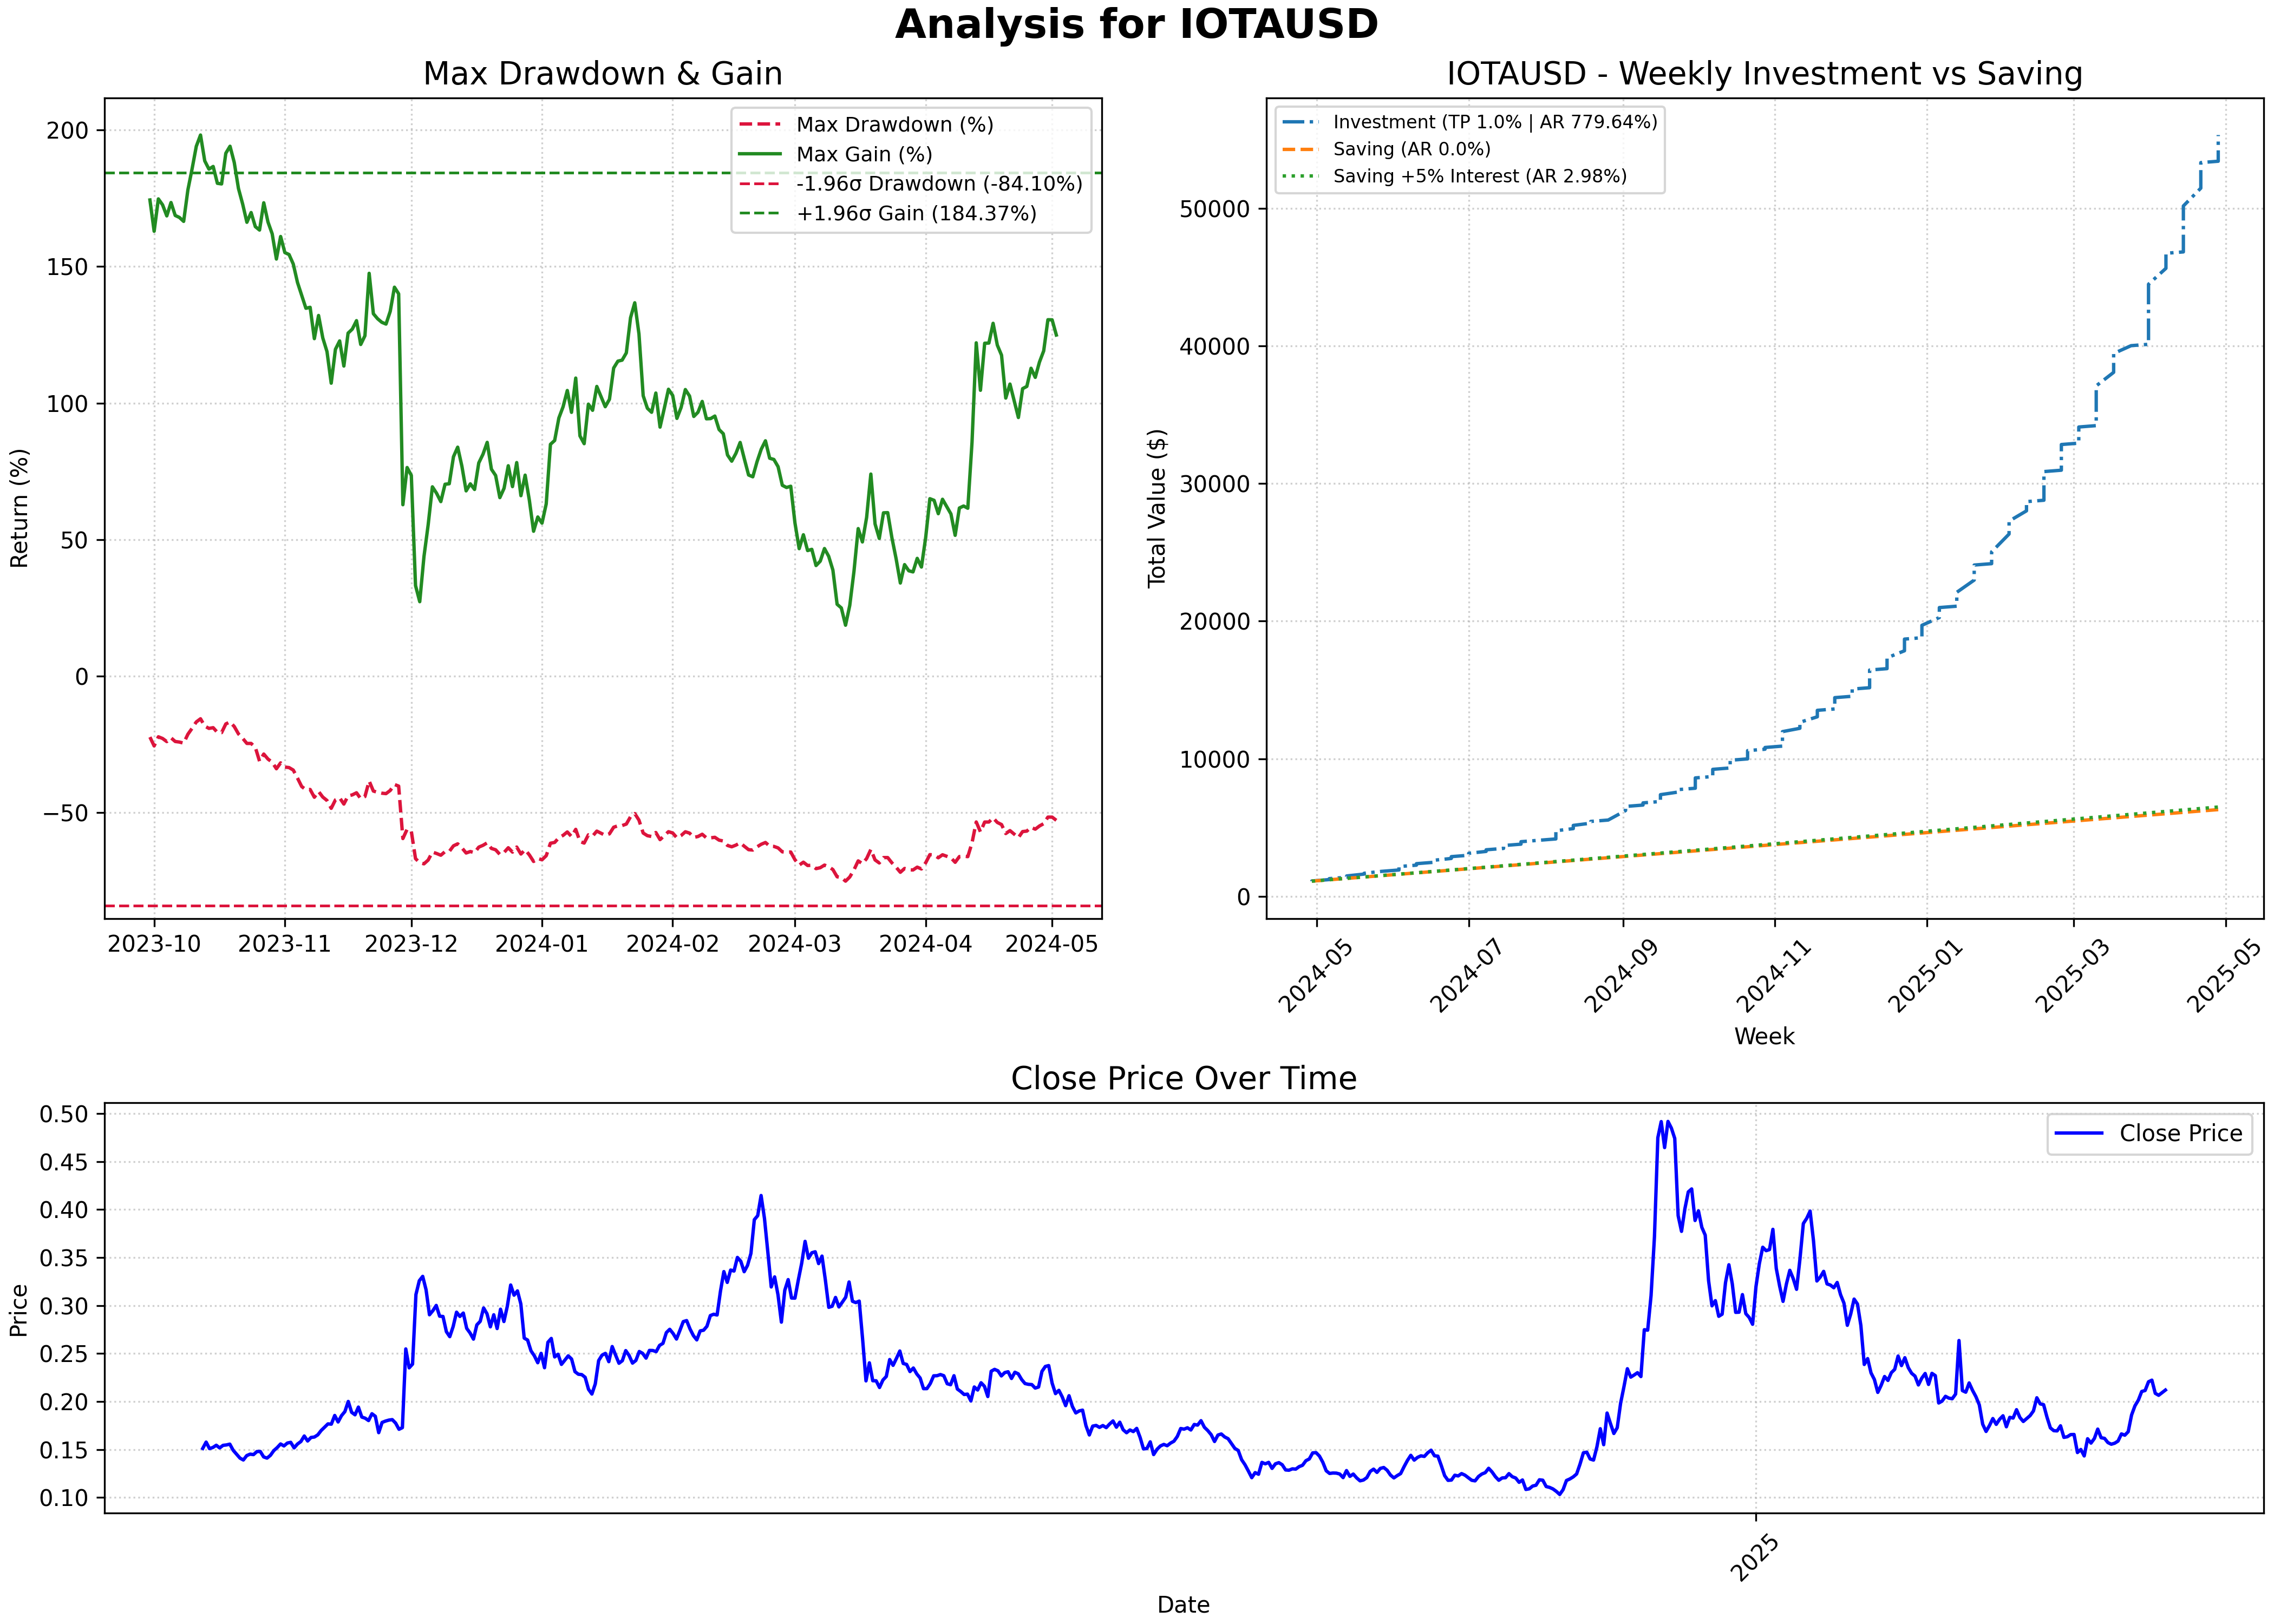 Analysis for IOTAUSD
Max Drawdown & Gain
Return (%)
200
150
100
50
0
−50
Max Drawdown (%)
Max Gain (%)
-1.96σ Drawdown (-84.10%)
+1.96σ Gain (184.37%)
2023-10
2023-11
2023-12
2024-01
2024-02
2024-03
2024-04
2024-05
IOTAUSD - Weekly Investment vs Saving
Total Value ($)
50000
40000
30000
20000
10000
0
Investment (TP 1.0% | AR 779.64%)
Saving (AR 0.0%)
Saving +5% Interest (AR 2.98%)
2024-05
2024-07
2024-09
2024-11
2025-01
2025-03
2025-05
Week
Close Price Over Time
Price
0.50
0.45
0.40
0.35
0.30
0.25
0.20
0.15
0.10
Close Price
2025
Date